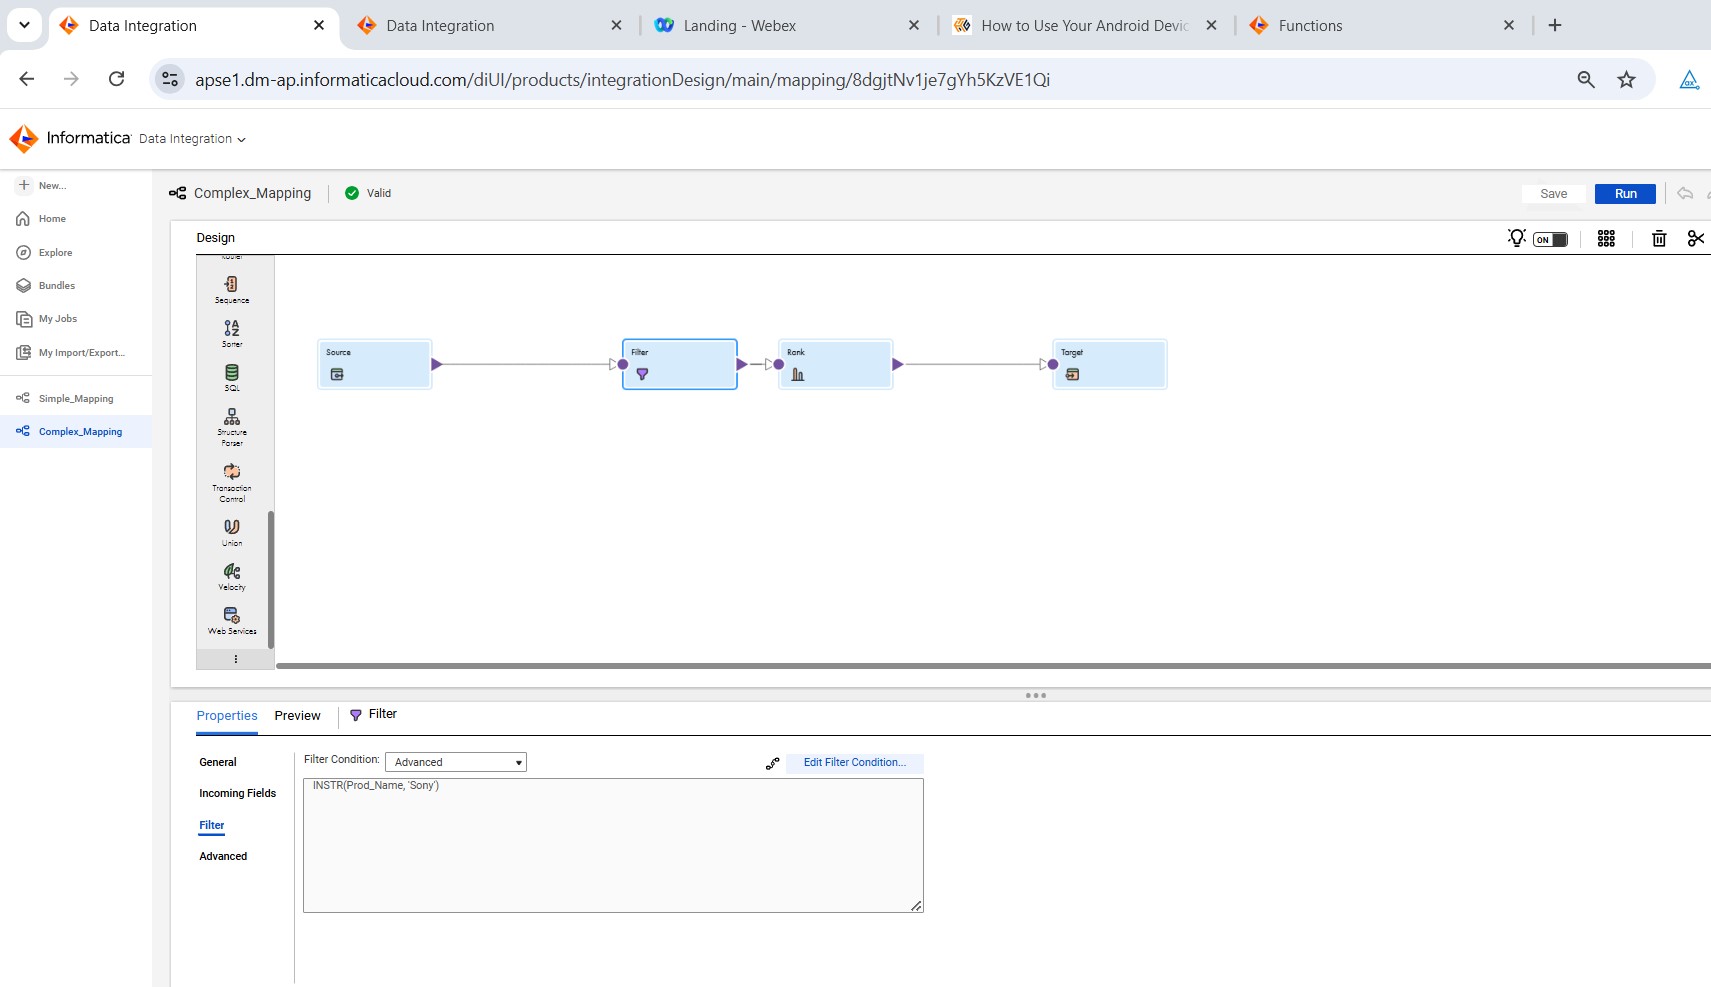 Data Integration
Data Integration
Landing - Webex
How to Use Your Android Devic
Functions
apse1.dm-ap.informaticacloud.com/diUI/products/integrationDesign/main/mapping/8dgjtNv1je7gYh5KzVE1Qi
Informatica Data Integration
New...
Home
Explore
Bundles
My Jobs
My Import/Export...
Simple_Mapping
Complex_Mapping
Complex_Mapping
Valid
Save
Run
Design
ON
Router
Sequence
Sorter
SQL
Structure
Parser
Transaction
Control
Union
Velocity
Web Services
Source
Filter
Rank
Target
Properties
Preview
Filter
General
Incoming Fields
Filter
Advanced
Filter Condition: Advanced
Edit Filter Condition...
INSTR(Prod_Name, 'Sony')